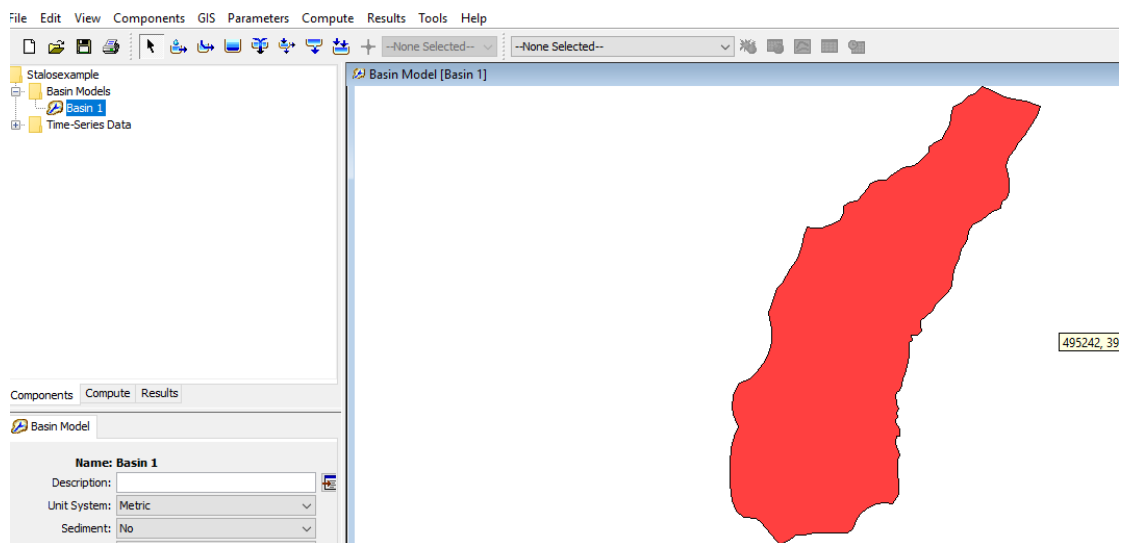 File Edit View Components GIS Parameters Compute Results Tools Help
--None Selected-- --None Selected--
Stalosexample
Basin Models
Basin 1
Time-Series Data
Basin Model [Basin 1]
495242, 39
Components Compute Results
Basin Model
Name: Basin 1
Description:
Unit System: Metric
Sediment: No